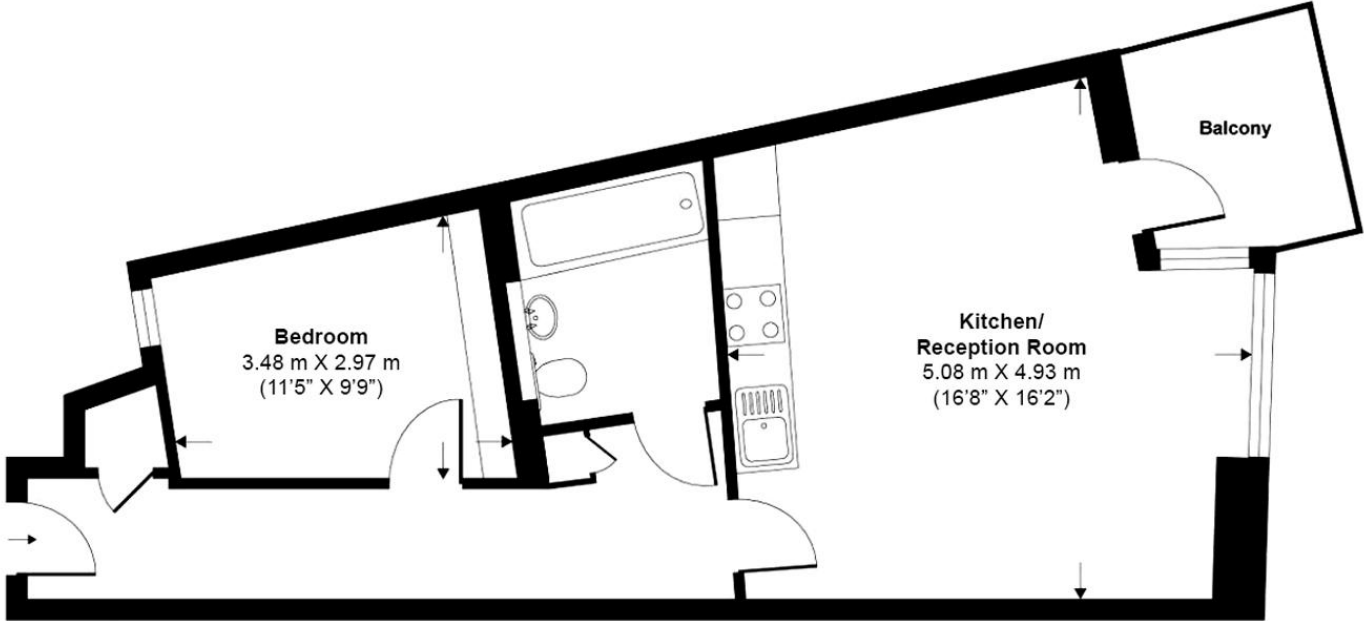 Balcony
Bedroom
3.48 m X 2.97 m
(11’5” X 9’9”)
Kitchen/
Reception Room
5.08 m X 4.93 m
(16’8” X 16’2”)